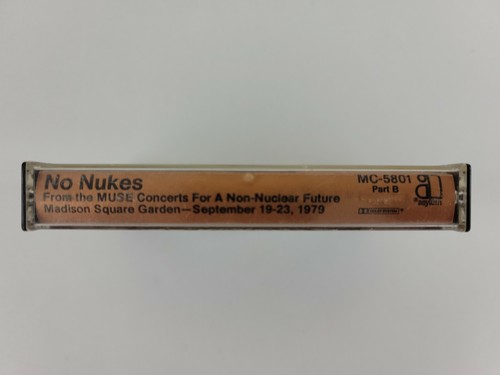 No Nukes
From the MUSE Concerts For A Non-Nuclear Future
Madison Square Garden—September 19-23, 1979
MC-5801
Part B
asylum